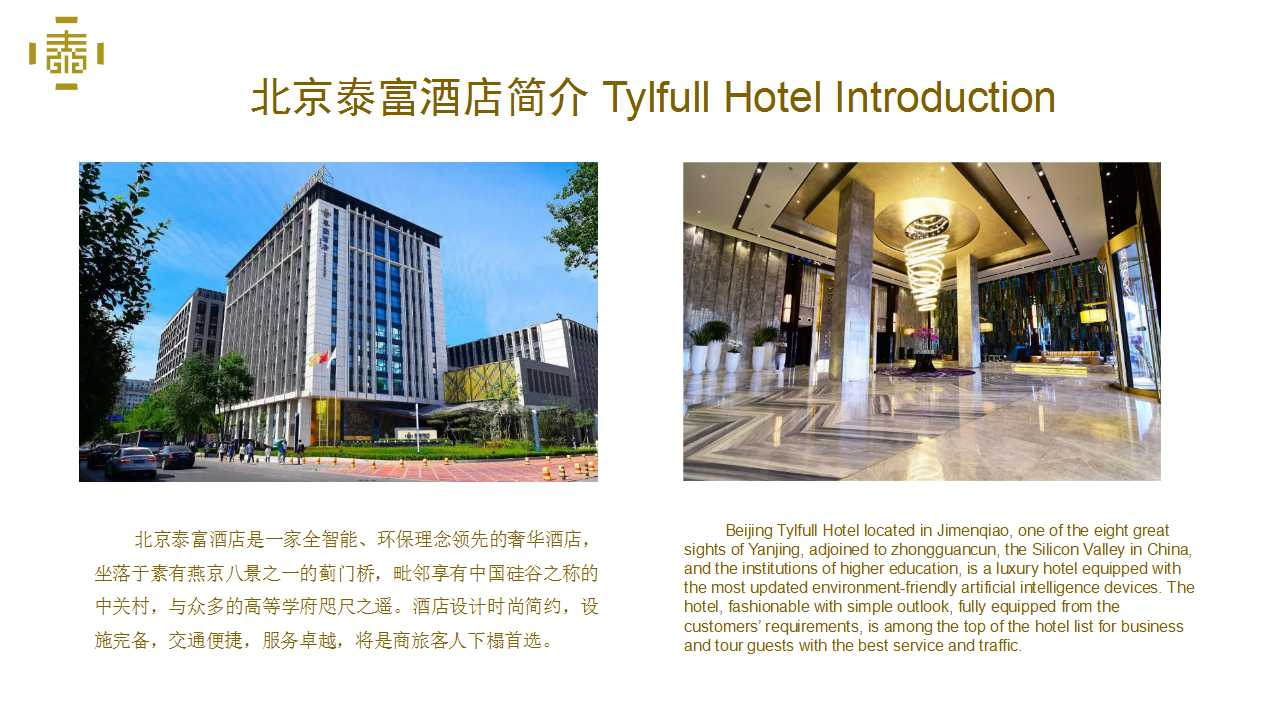 北京泰富酒店简介 Tylfull Hotel Introduction
北京泰富酒店是一家全智能、环保理念领先的奢华酒店，
坐落于素有燕京八景之一的蓟门桥，毗邻享有中国硅谷之称的
中关村，与众多的高等学府咫尺之遥。酒店设计时尚简约，设
施完备，交通便捷，服务卓越，将是商旅客人下榻首选。
Beijing Tylfull Hotel located in Jimenqiao, one of the eight great
sights of Yanjing, adjoined to zhongguancun, the Silicon Valley in China,
and the institutions of higher education, is a luxury hotel equipped with
the most updated environment-friendly artificial intelligence devices. The
hotel, fashionable with simple outlook, fully equipped from the
customers’ requirements, is among the top of the hotel list for business
and tour guests with the best service and traffic.